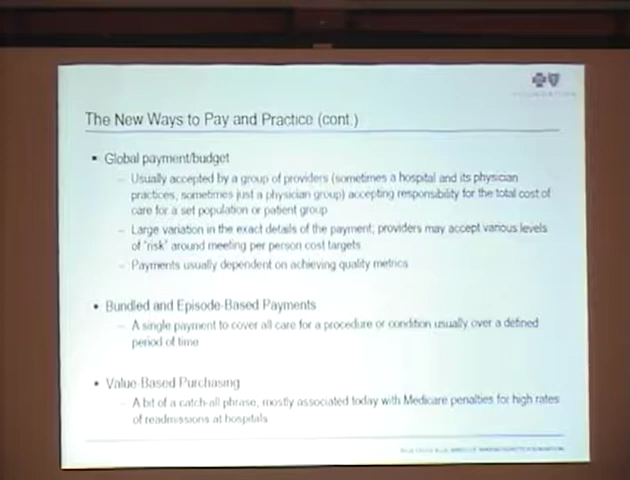 The New Ways to Pay and Practice (cont.)
▪ Global payment/budget
– Usually accepted by a group of providers (sometimes a hospital and its physician
practices, sometimes just a physician group) accepting responsibility for the total cost of
care for a set population or patient group
– Large variation in the exact details of the payment; providers may accept various levels
of "risk" around meeting per person cost targets
– Payments usually dependent on achieving quality metrics
• Bundled and Episode-Based Payments
– A single payment to cover all care for a procedure or condition usually over a defined
period of time
• Value-Based Purchasing
– A bit of a catch-all phrase, mostly associated today with Medicare penalties for high rates
of readmissions at hospitals